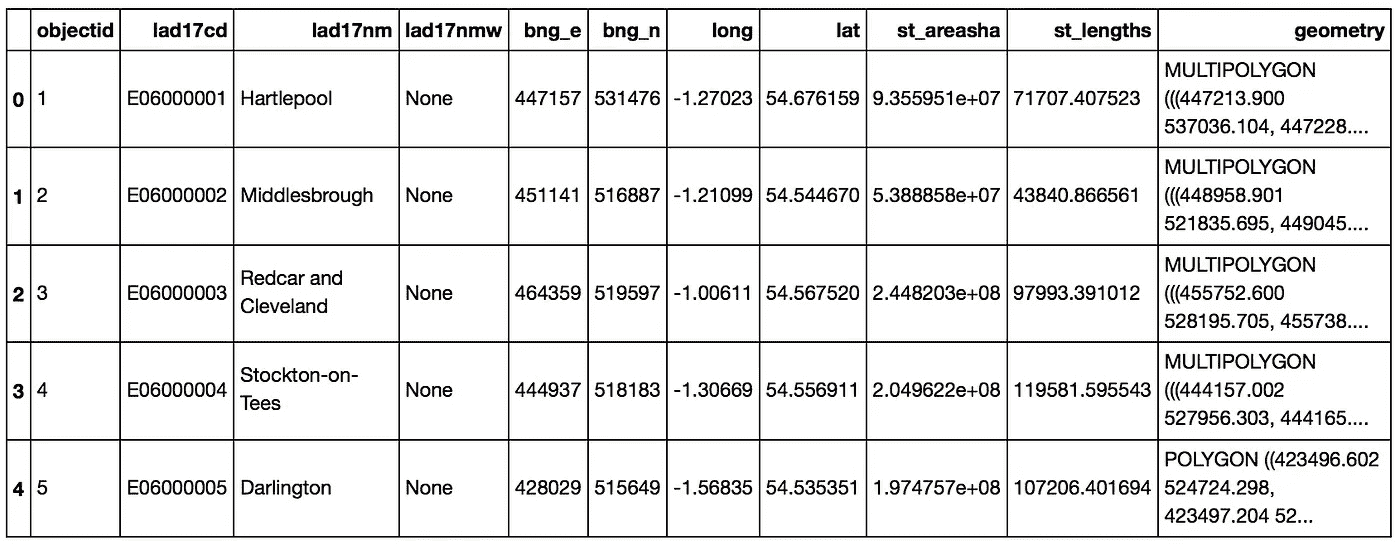 objectid lad17cd lad17nm lad17nmw bng_e bng_n long lat st_areasha st_lengths geometry
0 1 E06000001 Hartlepool None 447157 531476 -1.27023 54.676159 9.355951e+07 71707.407523 MULTIPOLYGON
(((447213.900
537036.104, 447228....
1 2 E06000002 Middlesbrough None 451141 516887 -1.21099 54.544670 5.388858e+07 43840.866561 MULTIPOLYGON
(((448958.901
521835.695, 449045....
2 3 E06000003 Redcar and
Cleveland None 464359 519597 -1.00611 54.567520 2.448203e+08 97993.391012 MULTIPOLYGON
(((455752.600
528195.705, 455738....
3 4 E06000004 Stockton-on-
Tees None 444937 518183 -1.30669 54.556911 2.049622e+08 119581.595543 MULTIPOLYGON
(((444157.002
527956.303, 444165....
4 5 E06000005 Darlington None 428029 515649 -1.56835 54.535351 1.974757e+08 107206.401694 POLYGON ((423496.602
524724.298,
423497.204 52...